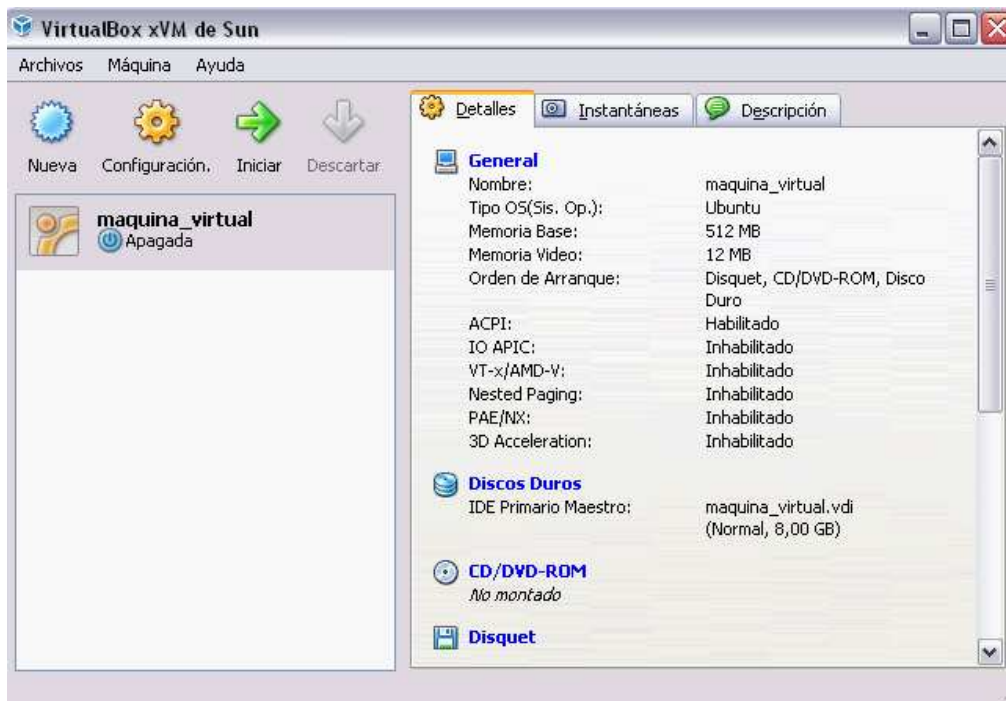 VirtualBox xVM de Sun
Archivos Máquina Ayuda
Nueva Configuración. Iniciar Descartar
maquina_virtual
Apagada
Detalles Instantáneas Descripción
General
Nombre: maquina_virtual
Tipo OS(Sis. Op.): Ubuntu
Memoria Base: 512 MB
Memoria Video: 12 MB
Orden de Arranque: Disquet, CD/DVD-ROM, Disco
Duro
ACPI: Habilitado
IO APIC: Inhabilitado
VT-x/AMD-V: Inhabilitado
Nested Paging: Inhabilitado
PAE/NX: Inhabilitado
3D Acceleration: Inhabilitado
Discos Duros
IDE Primario Maestro: maquina_virtual.vdi
(Normal, 8,00 GB)
CD/DVD-ROM
No montado
Disquet